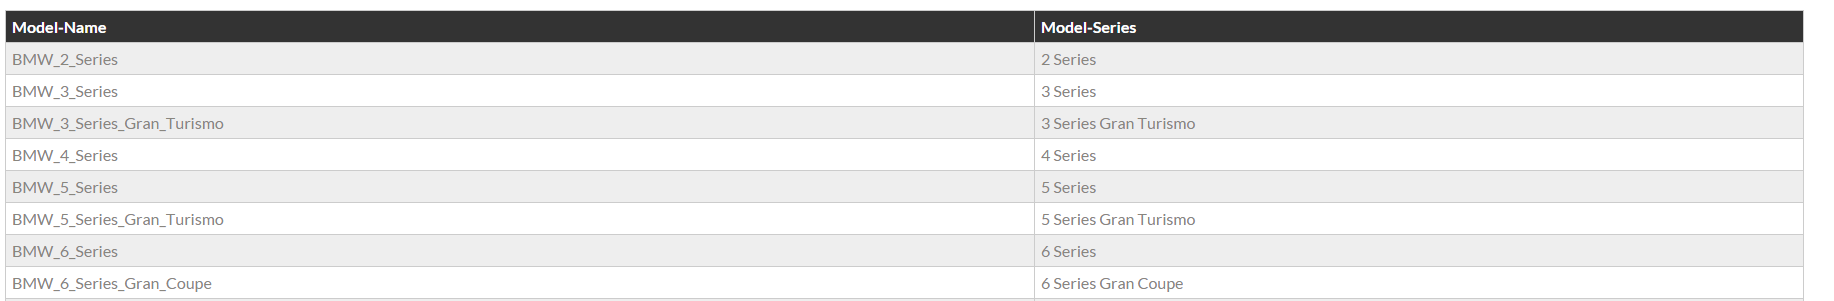 Model-Name Model-Series
BMW_2_Series 2 Series
BMW_3_Series 3 Series
BMW_3_Series_Gran_Turismo 3 Series Gran Turismo
BMW_4_Series 4 Series
BMW_5_Series 5 Series
BMW_5_Series_Gran_Turismo 5 Series Gran Turismo
BMW_6_Series 6 Series
BMW_6_Series_Gran_Coupe 6 Series Gran Coupe